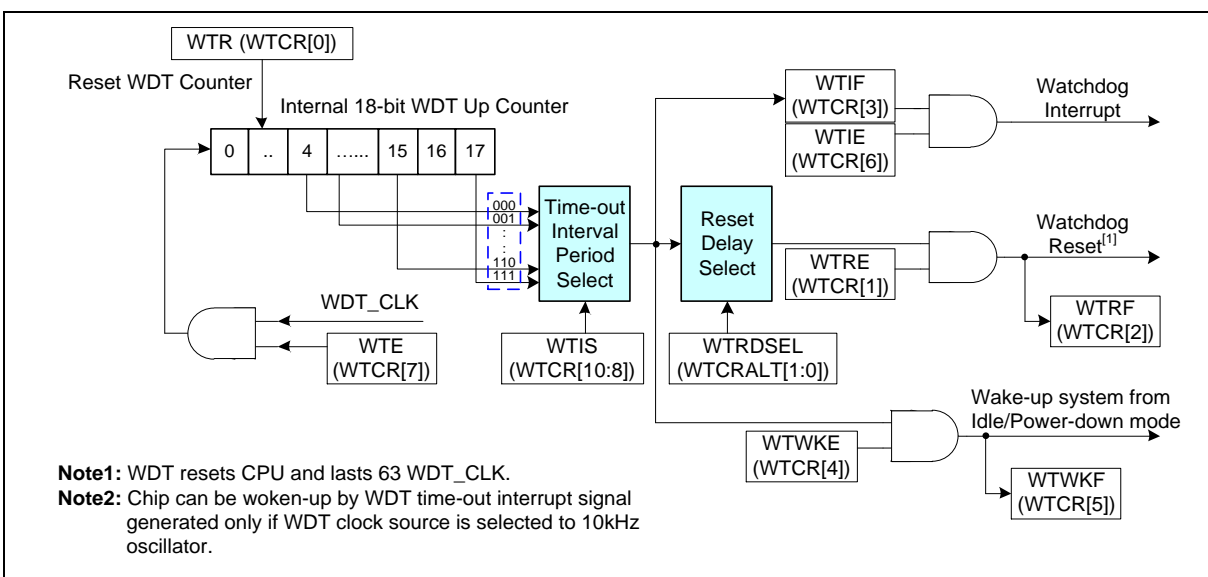 WTR (WTCR[0])
Reset WDT Counter
Internal 18-bit WDT Up Counter
0 .. 4 …... 15 16 17
000
001
:
:
110
111
Time-out
Interval
Period
Select
Reset
Delay
Select
WTIF
(WTCR[3])
WTIE
(WTCR[6])
Watchdog
Interrupt
WTRE
(WTCR[1])
Watchdog
Reset[1]
WTRF
(WTCR[2])
WDT_CLK
WTE
(WTCR[7])
WTIS
(WTCR[10:8])
WTRDSEL
(WTCRALT[1:0])
WTWKE
(WTCR[4])
Wake-up system from
Idle/Power-down mode
WTWKF
(WTCR[5])
Note1: WDT resets CPU and lasts 63 WDT_CLK.
Note2: Chip can be woken-up by WDT time-out interrupt signal
generated only if WDT clock source is selected to 10kHz
oscillator.